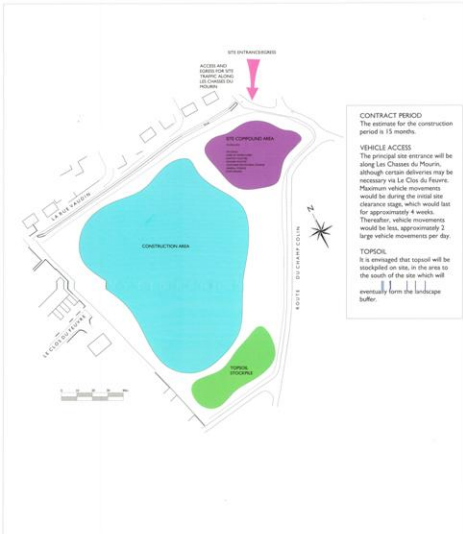 SITE ENTRANCE/EGRESS
ACCESS AND
EGRESS FOR SITE
TRAFFIC ALONG
LES CHASSES DU
MOURIN
SITE COMPOUND AREA
LA RUE VAUDIN
CONSTRUCTION AREA
ROUTE DU CHAMP COLIN
N
LE CLOS DU FEUVRE
TOPSOIL
STOCKPILE
CONTRACT PERIOD
The estimate for the construction
period is 15 months.
VEHICLE ACCESS
The principal site entrance will be
along Les Chasses du Mourin,
although certain deliveries may be
necessary via Le Clos du Feuvre.
Maximum vehicle movements
would be during the initial site
clearance stage, which would last
for approximately 4 weeks.
Thereafter, vehicle movements
would be less, approximately 2
large vehicle movements per day.
TOPSOIL
It is envisaged that topsoil will be
stockpiled on site, in the area to
the south of the site which will
eventually form the landscape
buffer.